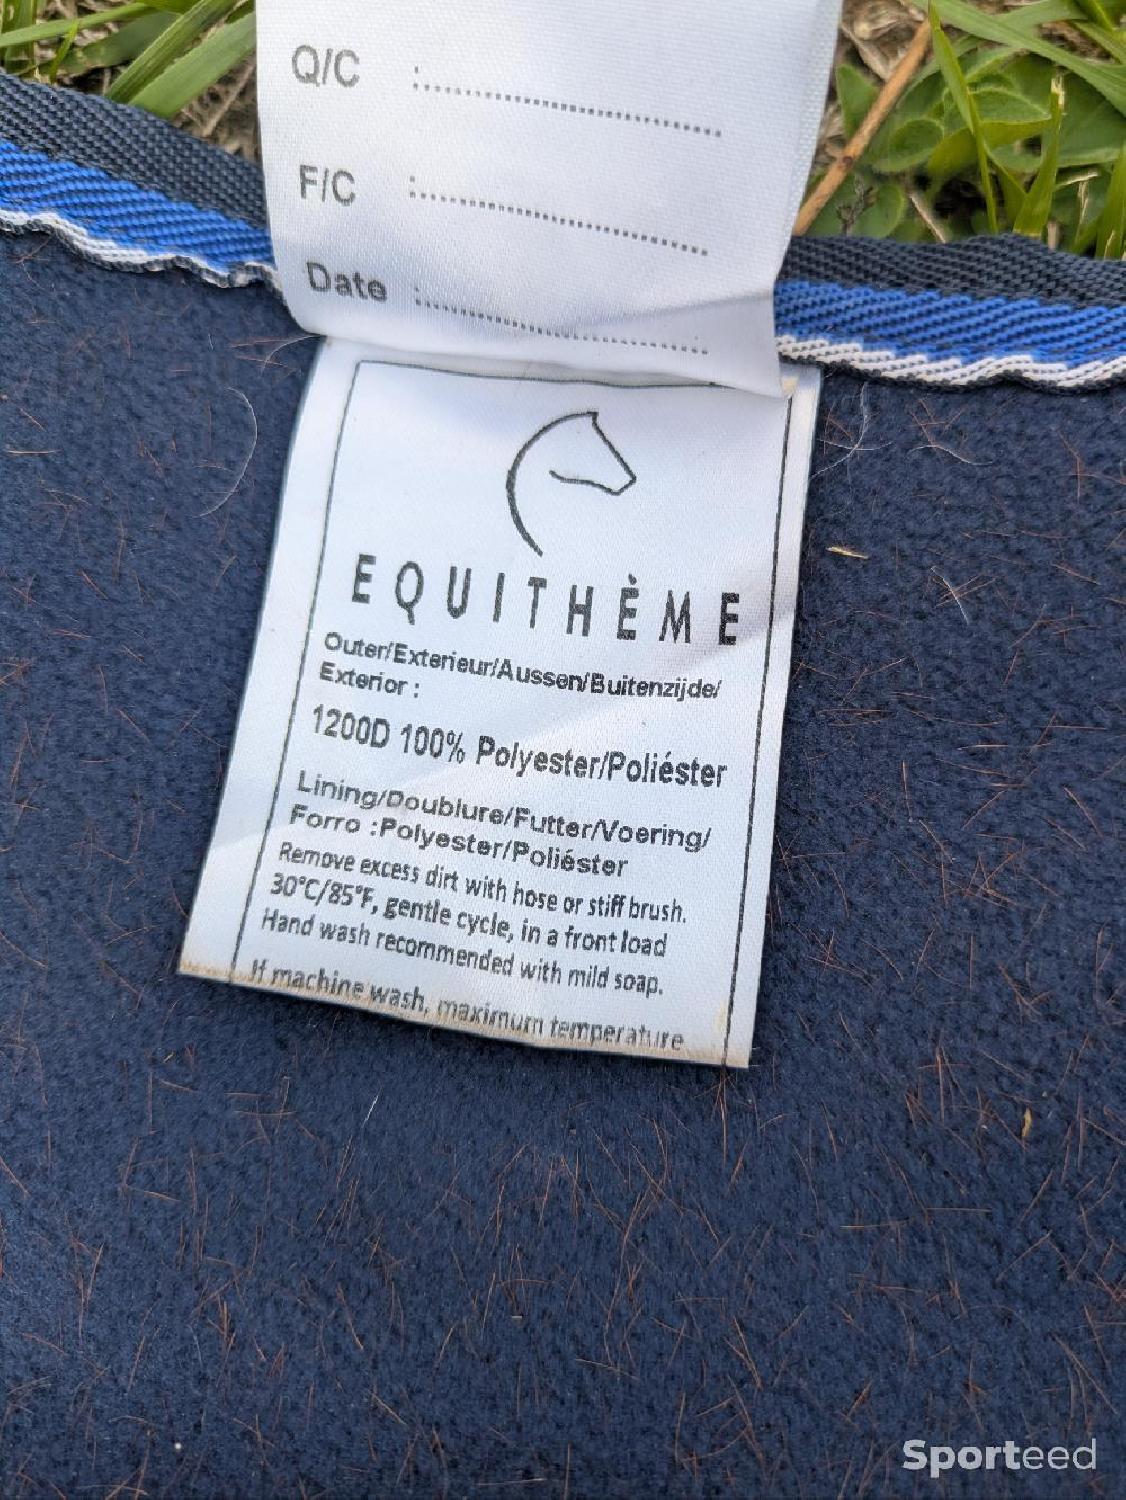 Q/C :........................................
F/C :........................................
Date :........................................
EQUITHÈME
Outer/Exterieur/Aussen/Buitenzijde/
Exterior :
1200D 100% Polyester/Poliéster
Lining/Doublure/Futter/Voering/
Forro :Polyester/Poliéster
Remove excess dirt with hose or stiff brush.
30°C/85°F, gentle cycle, in a front load
Hand wash recommended with mild soap.
If machine wash, maximum temperature
Sporteed